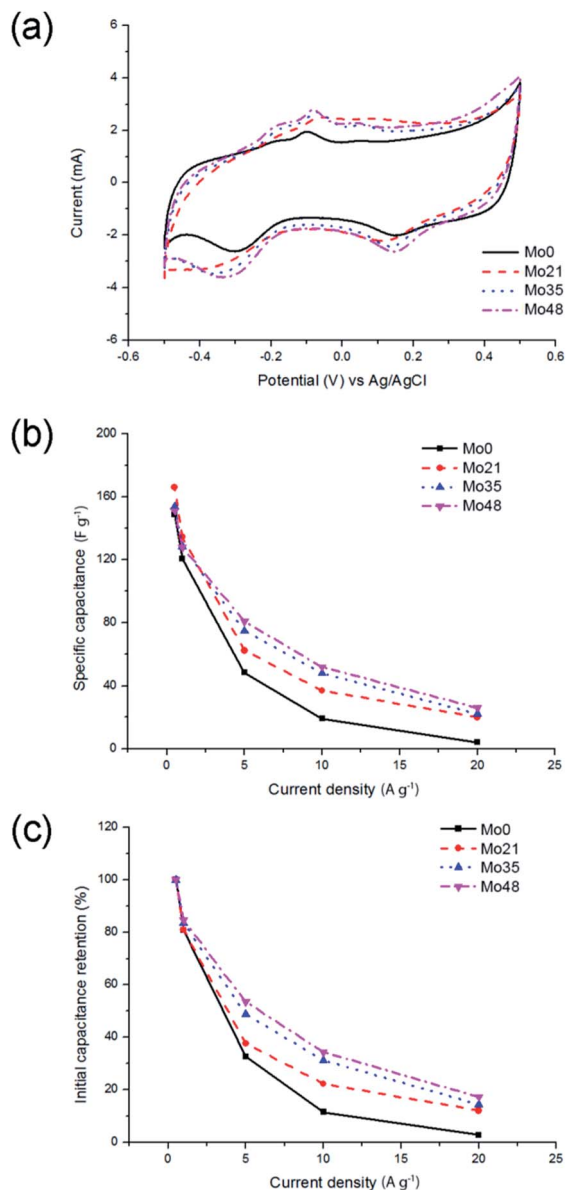 (a)
6
4
2
0
-2
-4
-6
Current (mA)
Mo0
Mo21
Mo35
Mo48
-0.6 -0.4 -0.2 0.0 0.2 0.4 0.6
Potential (V) vs Ag/AgCl
(b)
200
160
120
80
40
0
Specific capacitance (F g⁻¹)
Mo0
Mo21
Mo35
Mo48
0 5 10 15 20 25
Current density (A g⁻¹)
(c)
120
100
80
60
40
20
0
Initial capacitance retention (%)
Mo0
Mo21
Mo35
Mo48
0 5 10 15 20 25
Current density (A g⁻¹)